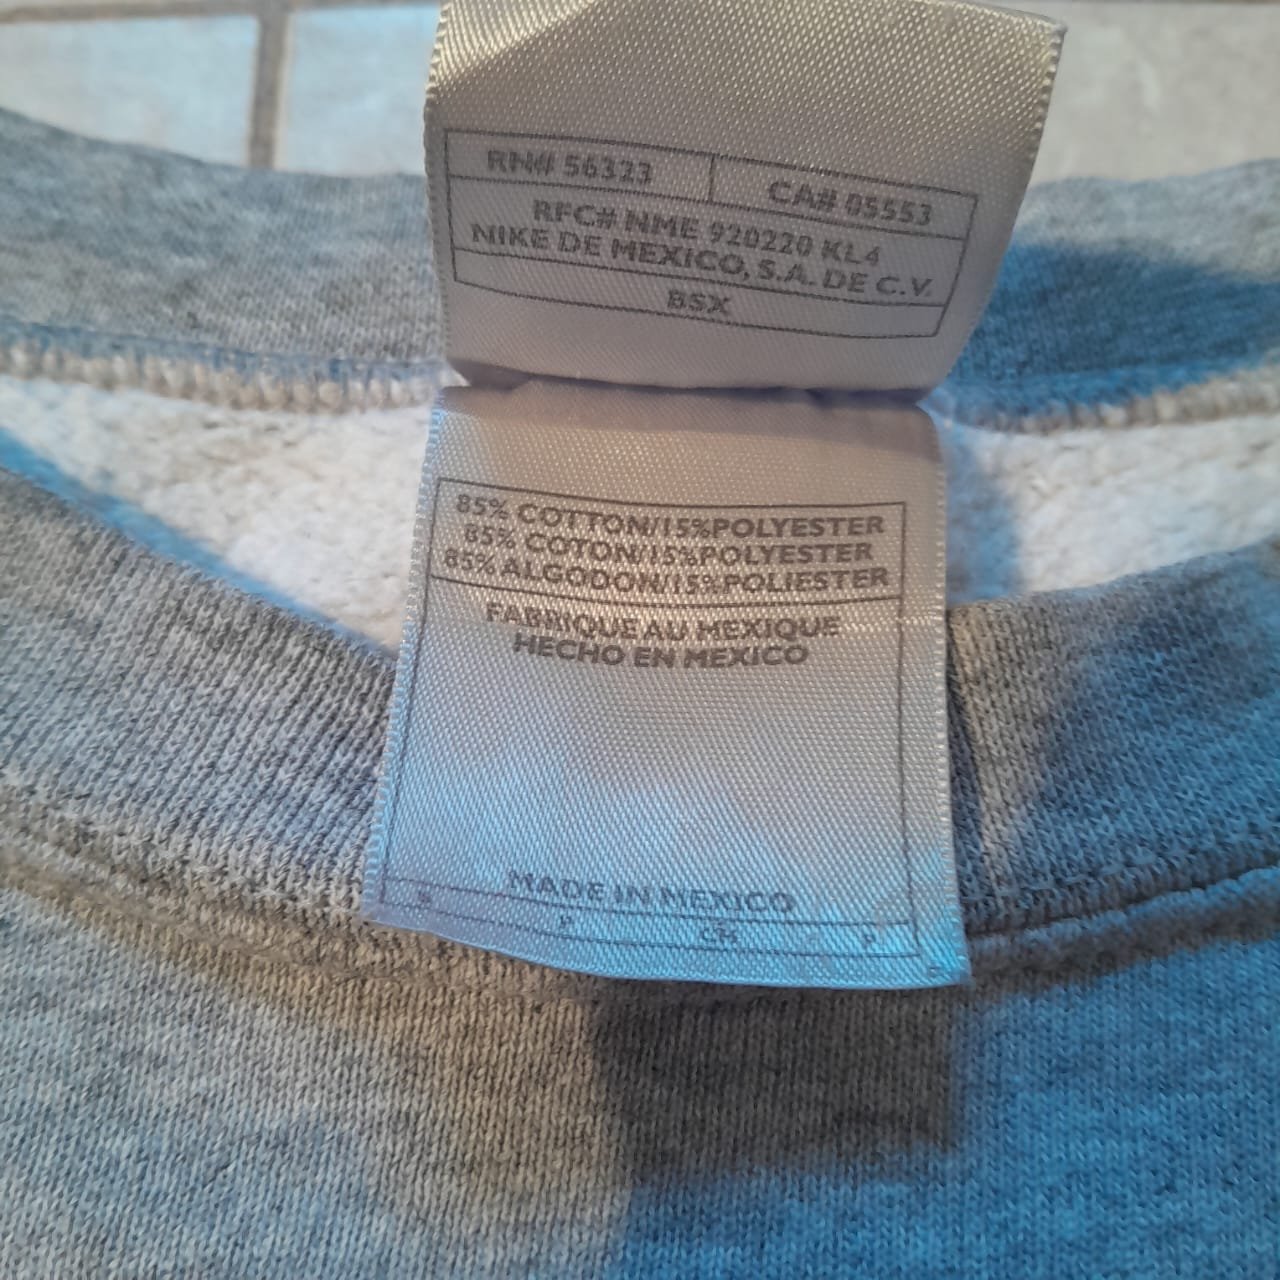 RN# 56323 CA# 05553
RFC# NME 920220 KL4
NIKE DE MEXICO, S.A. DE C.V.
BSX
85% COTTON/15%POLYESTER
85% COTON/15%POLYESTER
85% ALGODON/15%POLIESTER
FABRIQUE AU MEXIQUE
HECHO EN MEXICO
MADE IN MEXICO